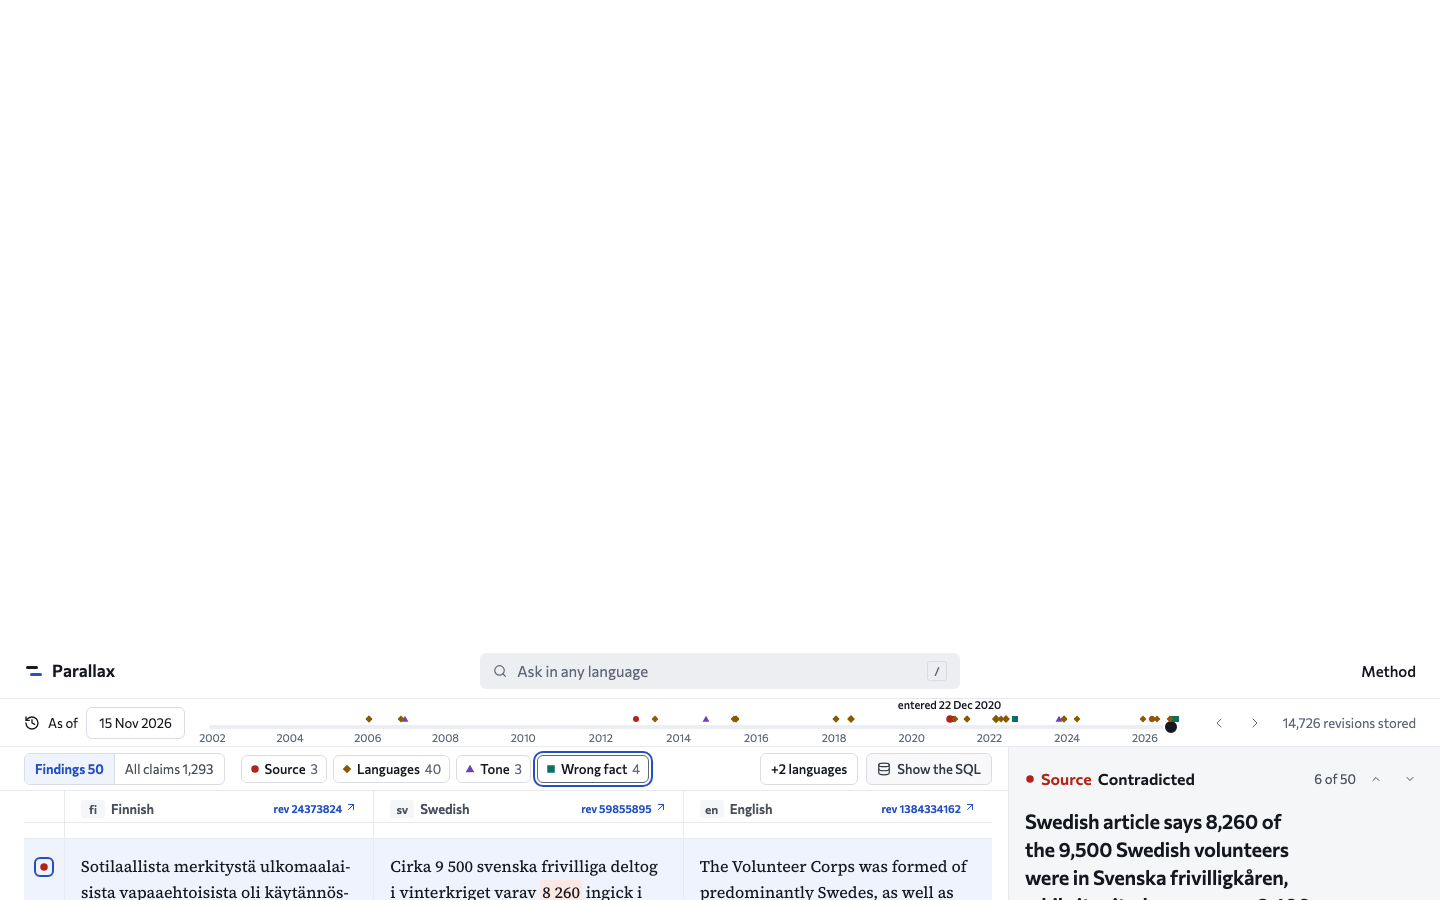 Parallax
Ask in any language /
Method
entered 22 Dec 2020
As of 15 Nov 2026
2002 2004 2006 2008 2010 2012 2014 2016 2018 2020 2022 2024 2026
14,726 revisions stored
Findings 50 All claims 1,293 Source 3 Languages 40 Tone 3 Wrong fact 4 +2 languages Show the SQL
Source Contradicted 6 of 50
fi Finnish rev 24373824
sv Swedish rev 59855895
en English rev 1384334162
Sotilaallista merkitystä ulkomaalai-
sista vapaaehtoisista oli käytännös-
Cirka 9 500 svenska frivilliga deltog
i vinterkriget varav 8 260 ingick i
The Volunteer Corps was formed of
predominantly Swedes, as well as
Swedish article says 8,260 of
the 9,500 Swedish volunteers
were in Svenska frivilligkåren,